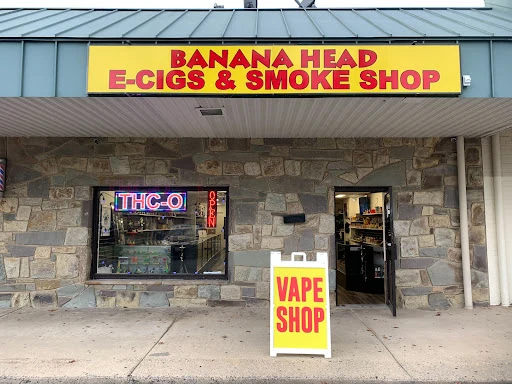 BANANA HEAD
E-CIGS & SMOKE SHOP
THC-O
OPEN
VAPE
SHOP